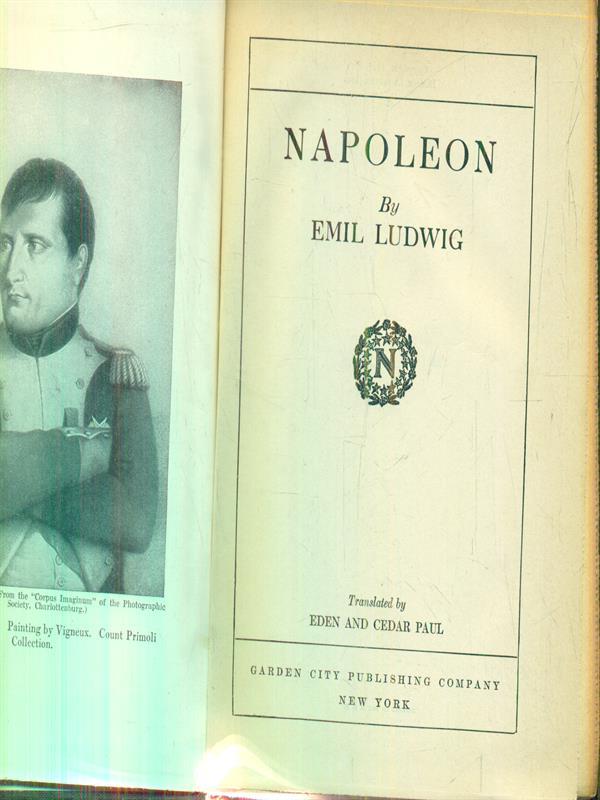 From the "Corpus Imaginum" of the Photographic
Society, Charlottenburg.)
Painting by Vigneux. Count Primoli
Collection.
NAPOLEON
By
EMIL LUDWIG
N
Translated by
EDEN AND CEDAR PAUL
GARDEN CITY PUBLISHING COMPANY
NEW YORK